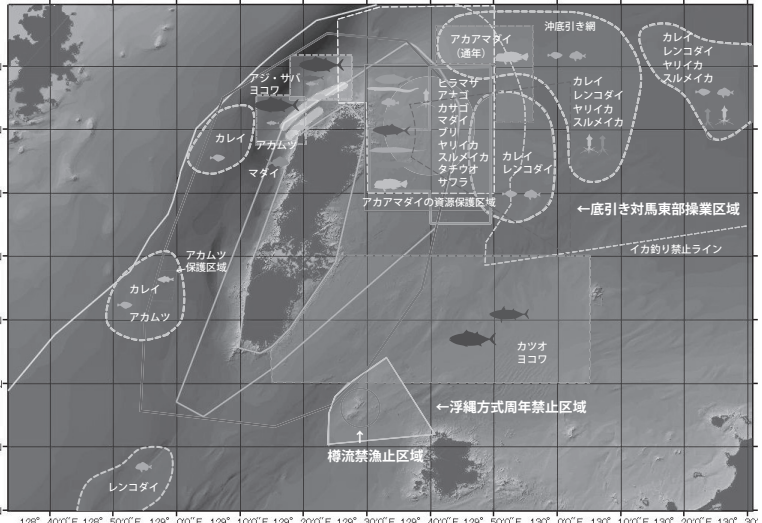 沖底引き網
アカアマダイ
（通年）
カレイ
レンコダイ
ヤリイカ
スルメイカ
アジ・サバ
ヨコワ
ヒラマサ
アナゴ
カサゴ
マダイ
ブリ
ヤリイカ
スルメイカ
タチウオ
サワラ
カレイ
レンコダイ
ヤリイカ
スルメイカ
カレイ
アカムツ
マダイ
カレイ
レンコダイ
アカアマダイの資源保護区域
←底引き対馬東部操業区域
イカ釣り禁止ライン
アカムツ
保護区域
カレイ
アカムツ
カツオ
ヨコワ
←浮縄方式周年禁止区域
↑
樽流禁漁止区域
レンコダイ